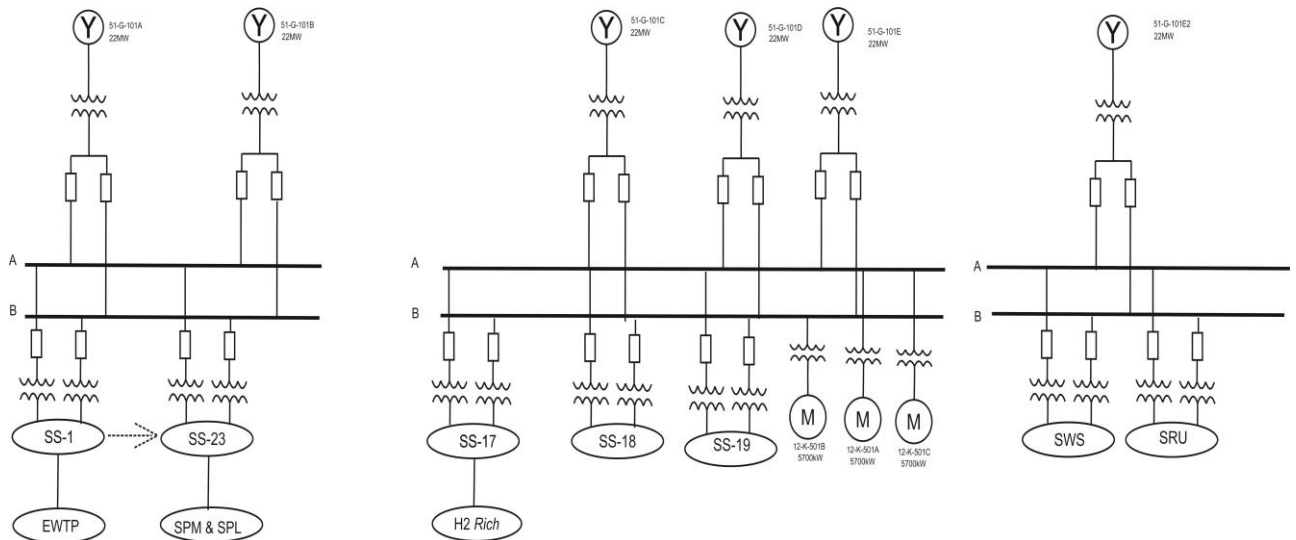 Y
51-G-101A
22MW
Y
51-G-101B
22MW
Y
51-G-101C
22MW
Y
51-G-101D
22MW
Y
51-G-101E
22MW
Y
51-G-101E2
22MW
A
B
A
B
A
B
SS-1
SS-23
EWTP
SPM & SPL
SS-17
SS-18
SS-19
H2 Rich
M
12-K-501B
5700kW
M
12-K-501A
5700kW
M
12-K-501C
5700kW
SWS
SRU